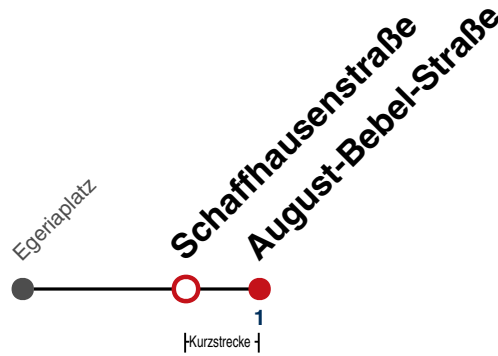 Egeriaplatz
Schaffhausenstraße
August-Bebel-Straße
1
Kurzstrecke